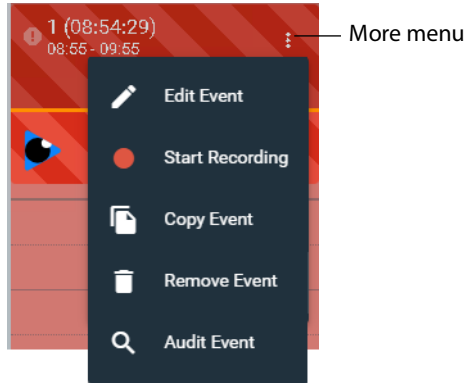 1 (08:54:29)
08:55 - 09:55
More menu
Edit Event
Start Recording
Copy Event
Remove Event
Audit Event